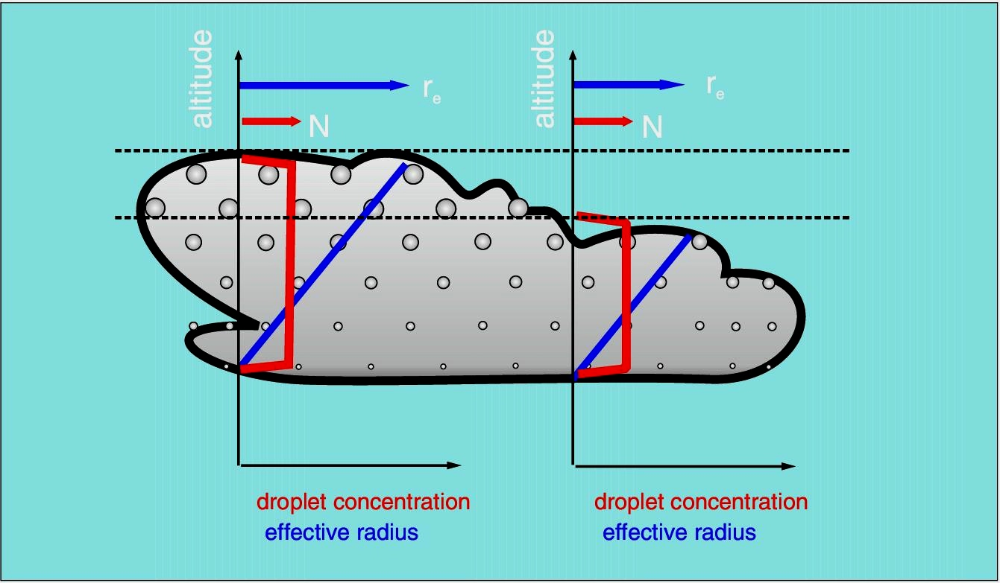 altitude
r e
N
altitude
r e
N
droplet concentration
effective radius
droplet concentration
effective radius